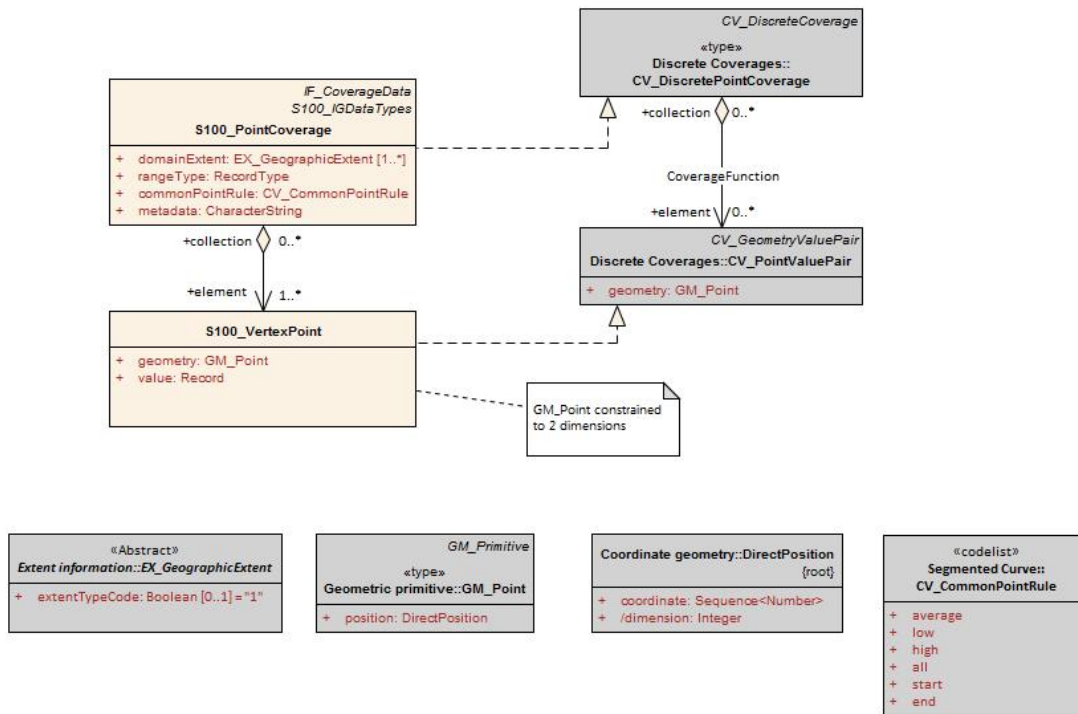 CV_DiscreteCoverage
«type»
Discrete Coverages::
CV_DiscretePointCoverage
IF_CoverageData
S100_IGDataTypes
S100_PointCoverage
+ domainExtent: EX_GeographicExtent [1..*]
+ rangeType: RecordType
+ commonPointRule: CV_CommonPointRule
+ metadata: CharacterString
+collection 0..*
CoverageFunction
+element 0..*
+collection 0..*
+element 1..*
CV_GeometryValuePair
Discrete Coverages::CV_PointValuePair
+ geometry: GM_Point
S100_VertexPoint
+ geometry: GM_Point
+ value: Record
GM_Point constrained
to 2 dimensions
«Abstract»
Extent information::EX_GeographicExtent
+ extentTypeCode: Boolean [0..1] = "1"
GM_Primitive
«type»
Geometric primitive::GM_Point
+ position: DirectPosition
Coordinate geometry::DirectPosition
{root}
+ coordinate: Sequence<Number>
+ /dimension: Integer
«codelist»
Segmented Curve::
CV_CommonPointRule
+ average
+ low
+ high
+ all
+ start
+ end